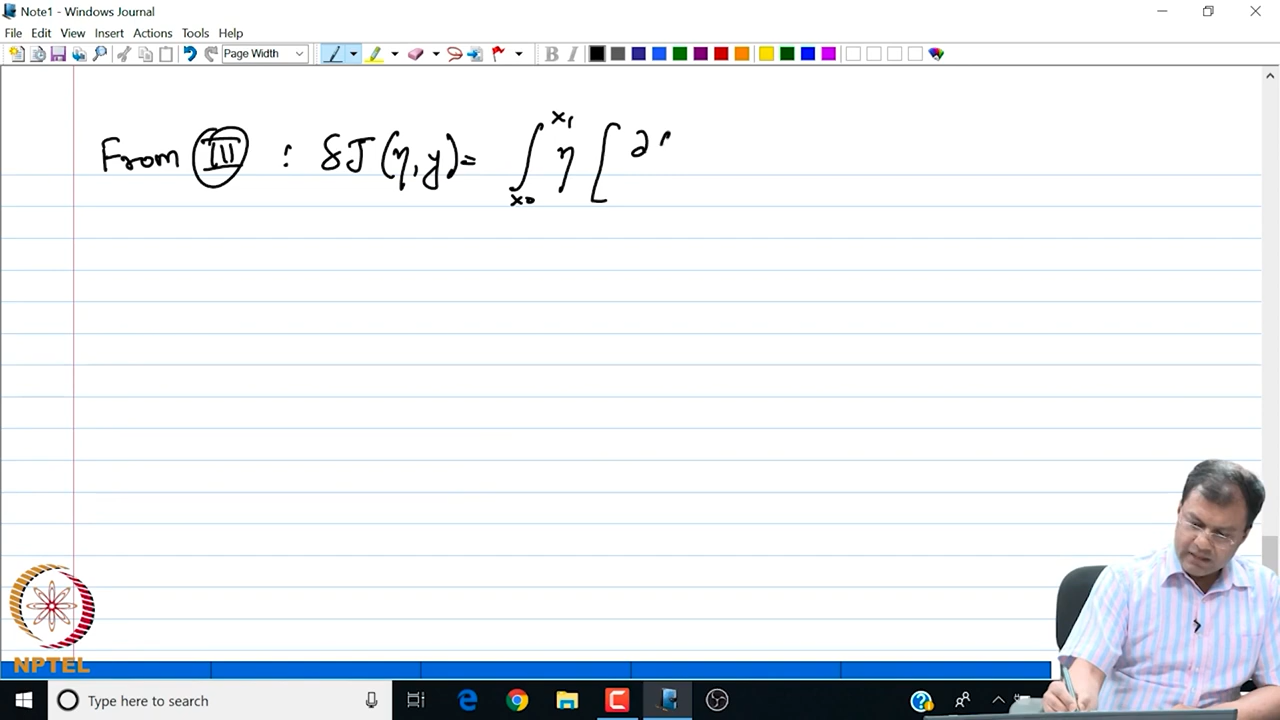 Note1 - Windows Journal
File Edit View Insert Actions Tools Help
Page Width
B I
From III : δJ(η,y) = ∫_{x0}^{x1} η [ ∂
NPTEL
Type here to search